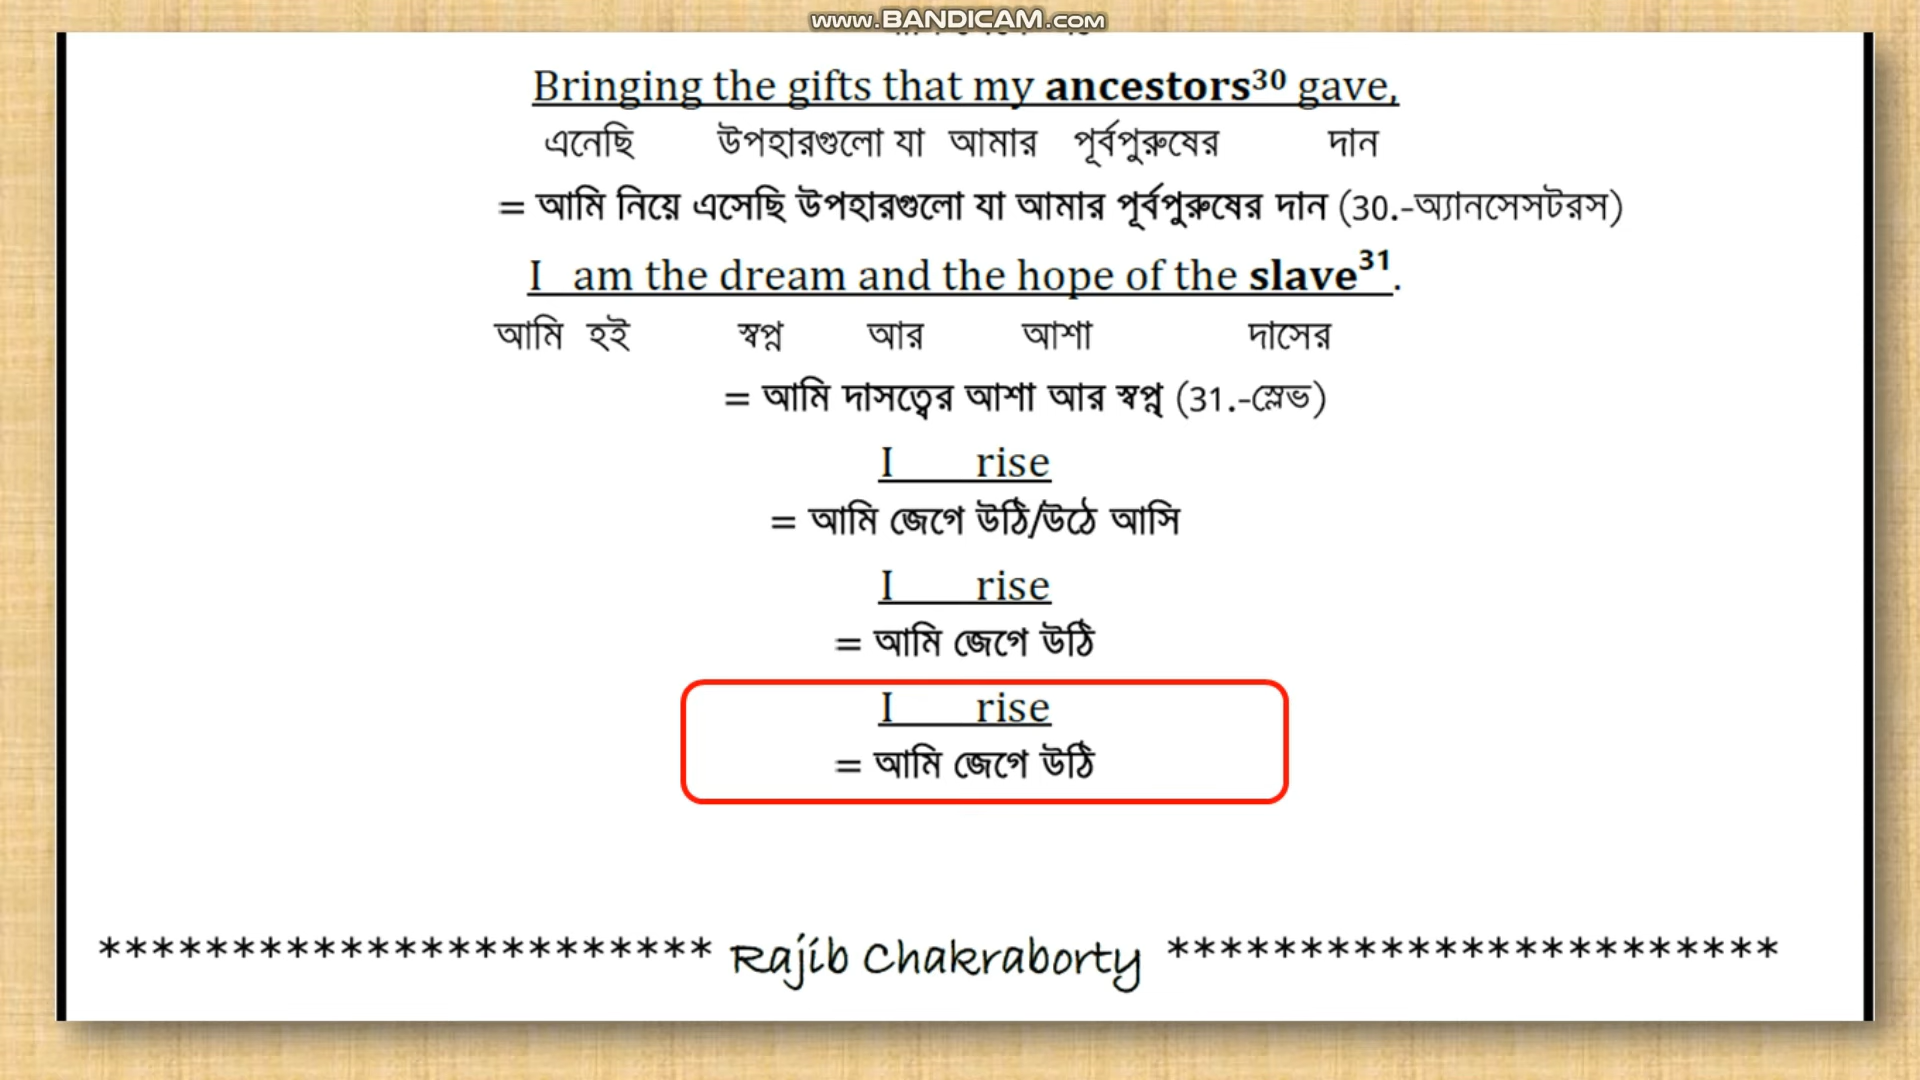 www.BANDICAM.com
Bringing the gifts that my ancestors³⁰ gave,
এনেছি উপহারগুলো যা আমার পূর্বপুরুষের দান
= আমি নিয়ে এসেছি উপহারগুলো যা আমার পূর্বপুরুষের দান (30.-অ্যানসেসটরস)
I am the dream and the hope of the slave³¹.
আমি হই স্বপ্ন আর আশা দাসের
= আমি দাসত্বের আশা আর স্বপ্ন (31.-স্লেভ)
I rise
= আমি জেগে উঠি/উঠে আসি
I rise
= আমি জেগে উঠি
I rise
= আমি জেগে উঠি
*********************** Rajib Chakraborty ***********************